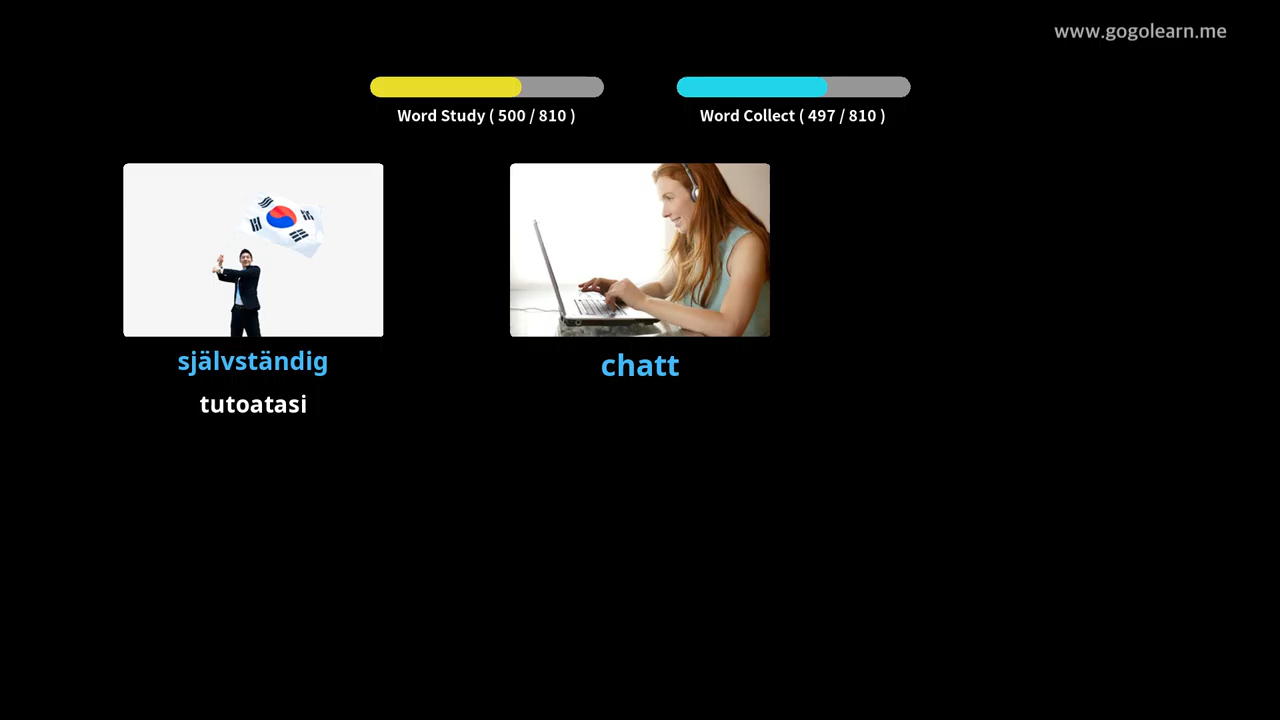 www.gogolearn.me
Word Study ( 500 / 810 )
Word Collect ( 497 / 810 )
självständig
chatt
tutoatasi